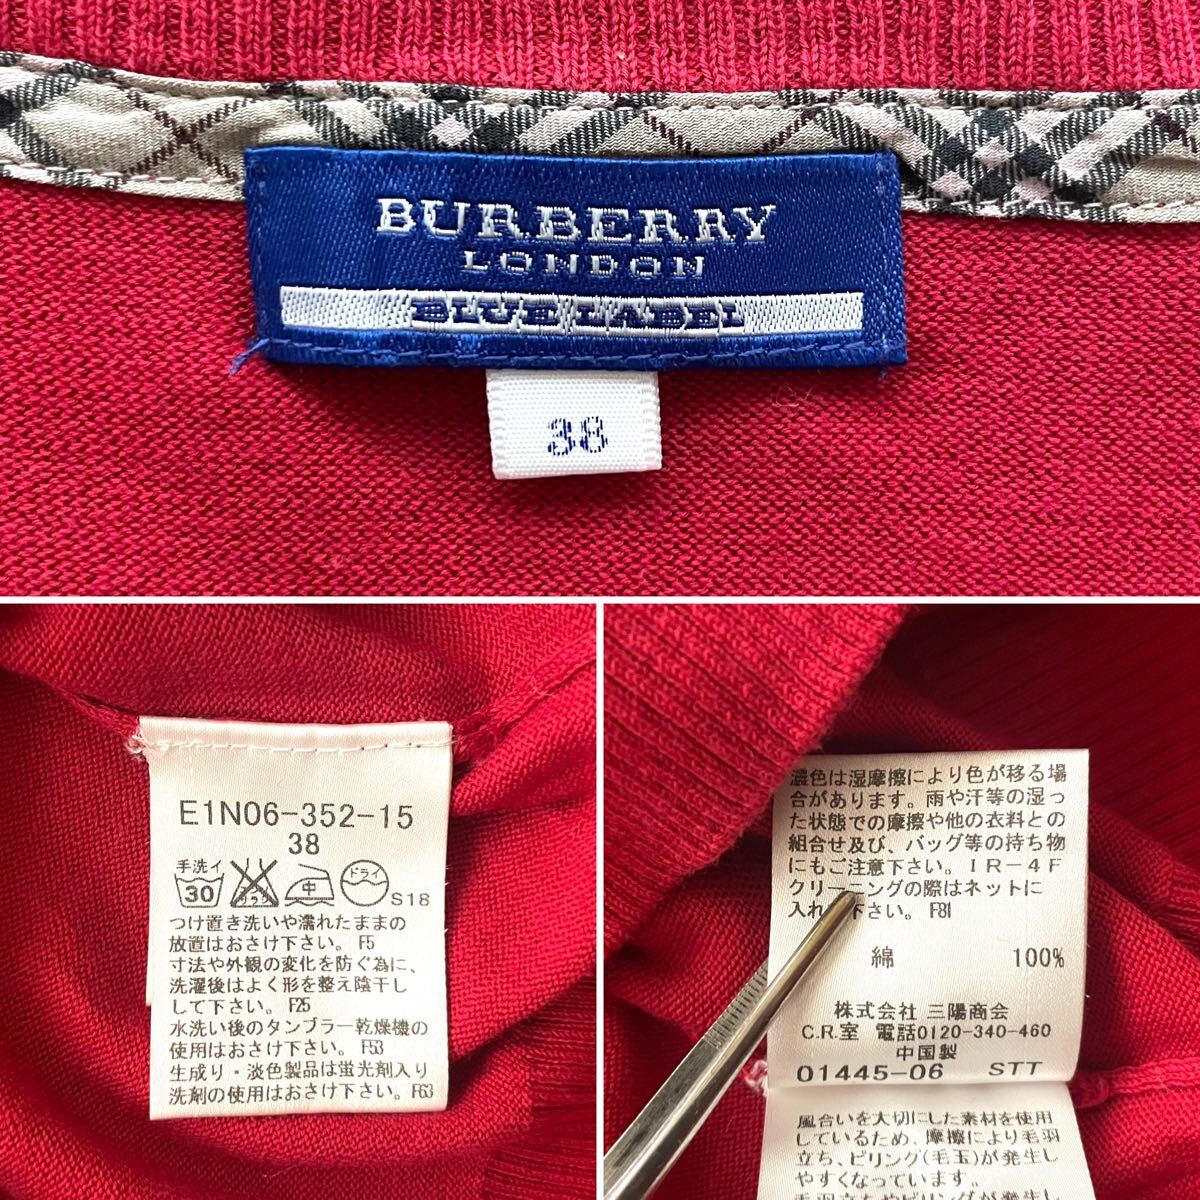 BURBERRY
LONDON
BLUE LABEL
38
E1N06-352-15
38
手洗イ
30
エンソ
サラシ
中
ドライ
S18
つけ置き洗いや濡れたままの
放置はおさけ下さい。F5
寸法や外観の変化を防ぐ為に、
洗濯後はよく形を整え陰干し
して下さい。F25
水洗い後のタンブラー乾燥機の
使用はおさけ下さい。F53
生成り・淡色製品は蛍光剤入り
洗剤の使用はおさけ下さい。F63
濃色は湿摩擦により色が移る場
合があります。雨や汗等の湿っ
た状態での摩擦や他の衣料との
組合せ及び、バッグ等の持ち物
にもご注意下さい。IR-4F
クリーニングの際はネットに
入れ下さい。F81
綿 100%
株式会社 三陽商会
C.R.室 電話0120-340-460
中国製
01445-06 STT
風合いを大切にした素材を使用
しているため、摩擦により毛羽
立ち、ピリング(毛玉)が発生し
やすくなっています。